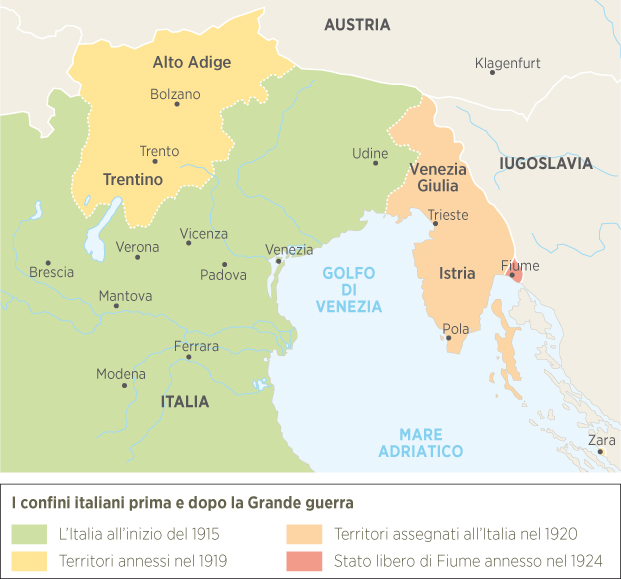 AUSTRIA
Alto Adige
Klagenfurt
Bolzano
Trento
Udine
IUGOSLAVIA
Trentino
Venezia
Giulia
Trieste
Vicenza
Verona
Venezia
Fiume
Brescia
Padova
GOLFO
DI
VENEZIA
Istria
Mantova
Pola
Ferrara
Modena
ITALIA
MARE
ADRIATICO
Zara
I confini italiani prima e dopo la Grande guerra
L'Italia all'inizio del 1915
Territori assegnati all'Italia nel 1920
Territori annessi nel 1919
Stato libero di Fiume annesso nel 1924